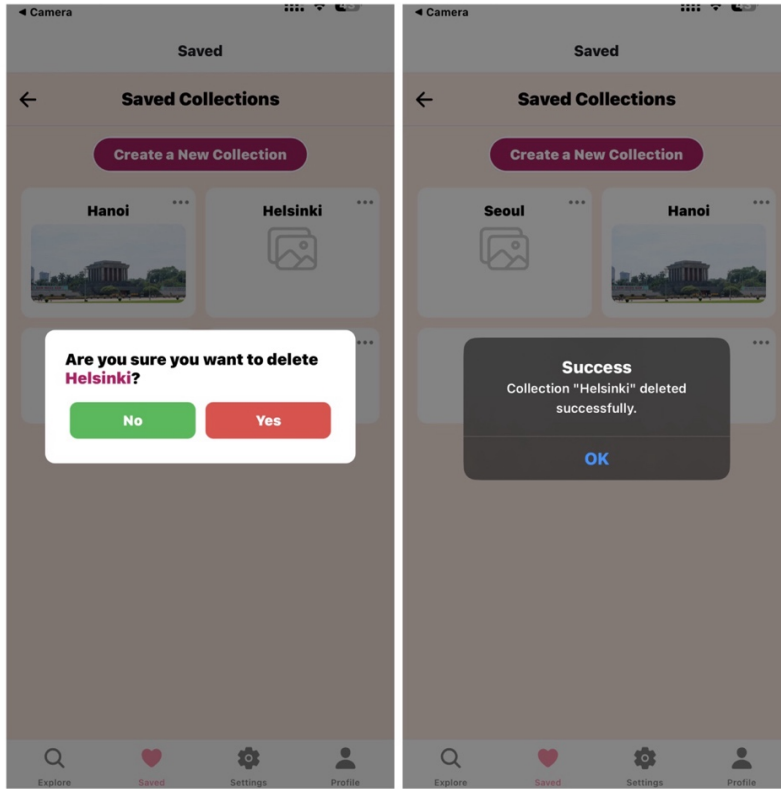 ◄ Camera
Saved
Saved Collections
Create a New Collection
Hanoi
Helsinki
Are you sure you want to delete
Helsinki?
No
Yes
Explore
Saved
Settings
Profile
◄ Camera
Saved
Saved Collections
Create a New Collection
Seoul
Hanoi
Success
Collection "Helsinki" deleted
successfully.
OK
Explore
Saved
Settings
Profile